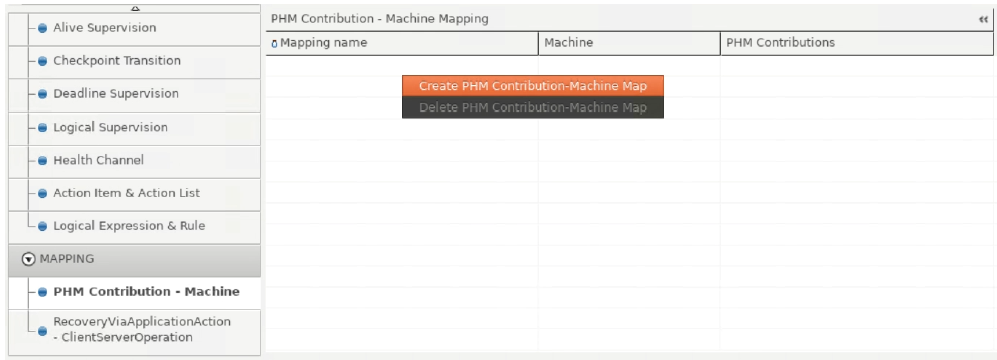 Alive Supervision
Checkpoint Transition
Deadline Supervision
Logical Supervision
Health Channel
Action Item & Action List
Logical Expression & Rule
MAPPING
PHM Contribution - Machine
RecoveryViaApplicationAction
- ClientServerOperation
PHM Contribution - Machine Mapping
Mapping name Machine PHM Contributions
Create PHM Contribution-Machine Map
Delete PHM Contribution-Machine Map